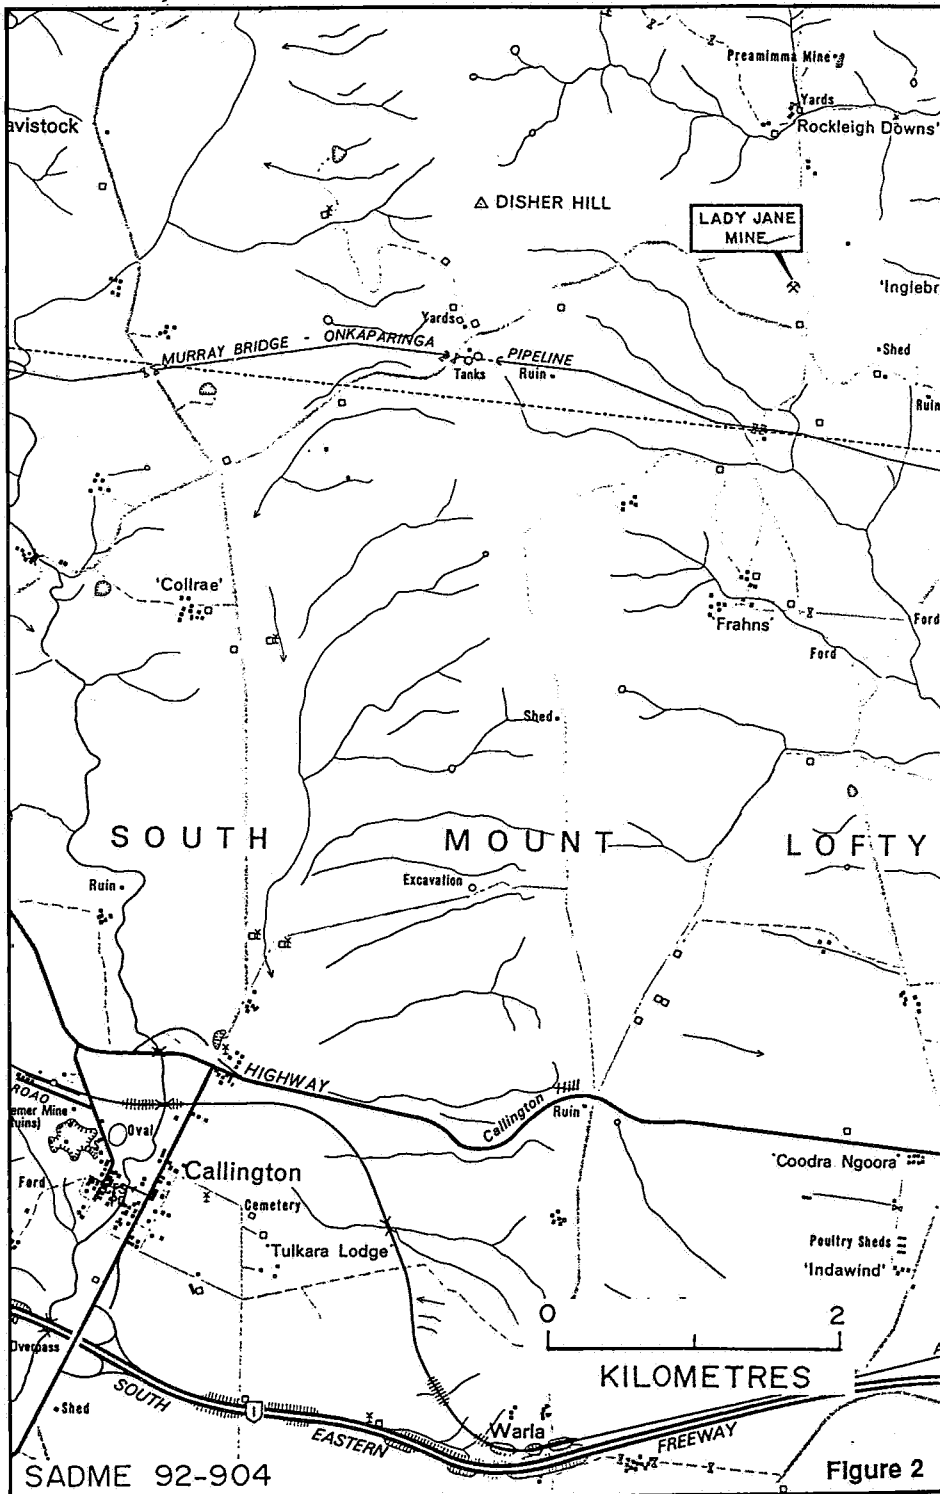 Preamimma Mine
Yards
avistock
Rockleigh Downs'
DISHER HILL
LADY JANE
MINE
'Inglebr
Yards
MURRAY BRIDGE - ONKAPARINGA
PIPELINE
Tanks
Ruin
Shed
Ruin
'Collrae'
'Frahns'
Ford
Ford
Shed
SOUTH MOUNT LOFTY
Ruin
Excavation
HIGHWAY
Callington
Hill
Ruin
ROAD
emer Mine
uins)
Oval
'Coodra Ngoora'
Ford
Callington
Cemetery
'Tulkara Lodge'
Poultry Sheds
'Indawind'
0 2
KILOMETRES
Overpass
SOUTH
1
EASTERN
FREEWAY
Shed
Warla
SADME 92-904
Figure 2